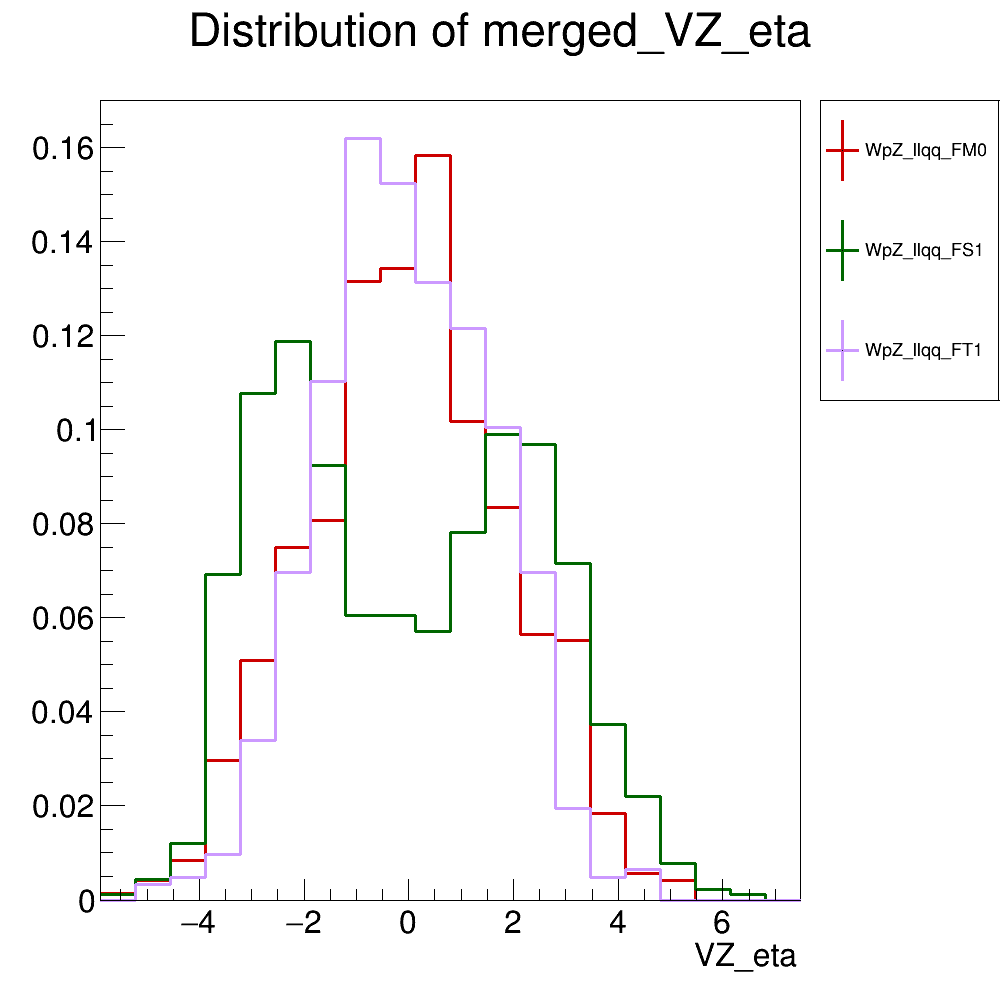 Distribution of merged_VZ_eta
0.16
0.14
0.12
0.1
0.08
0.06
0.04
0.02
0
−4 −2 0 2 4 6
VZ_eta
WpZ_llqq_FM0
WpZ_llqq_FS1
WpZ_llqq_FT1